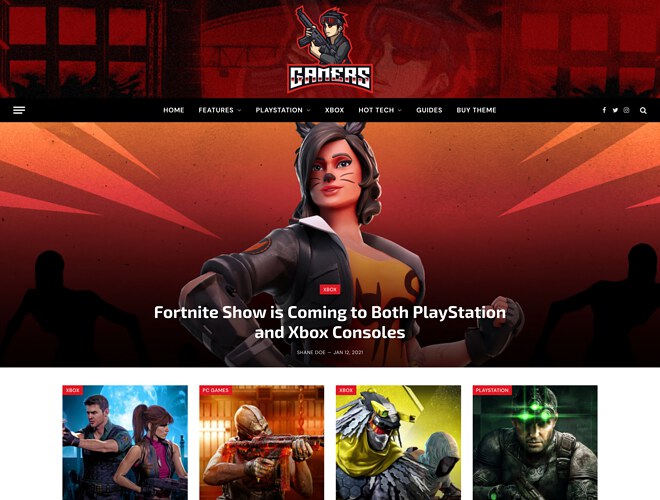 GAMERS
HOME FEATURES PLAYSTATION XBOX HOT TECH GUIDES BUY THEME
XBOX
Fortnite Show is Coming to Both PlayStation
and Xbox Consoles
SHANE DOE — JAN 12, 2021
XBOX PC GAMES XBOX PLAYSTATION